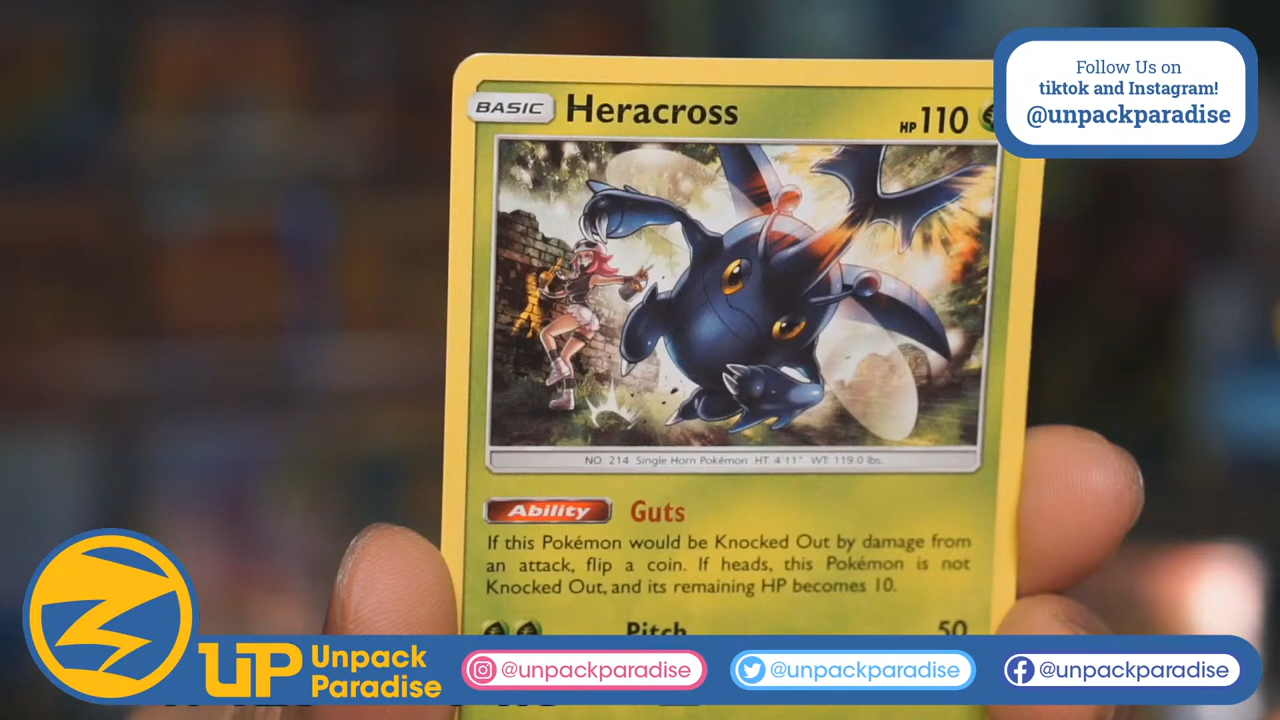 Follow Us on
tiktok and Instagram!
@unpackparadise
BASIC Heracross HP 110
NO. 214 Single Horn Pokémon HT: 4'11" WT: 119.0 lbs.
Ability Guts
If this Pokémon would be Knocked Out by damage from
an attack, flip a coin. If heads, this Pokémon is not
Knocked Out, and its remaining HP becomes 10.
Pitch 50
UP Unpack
Paradise
@unpackparadise @unpackparadise @unpackparadise